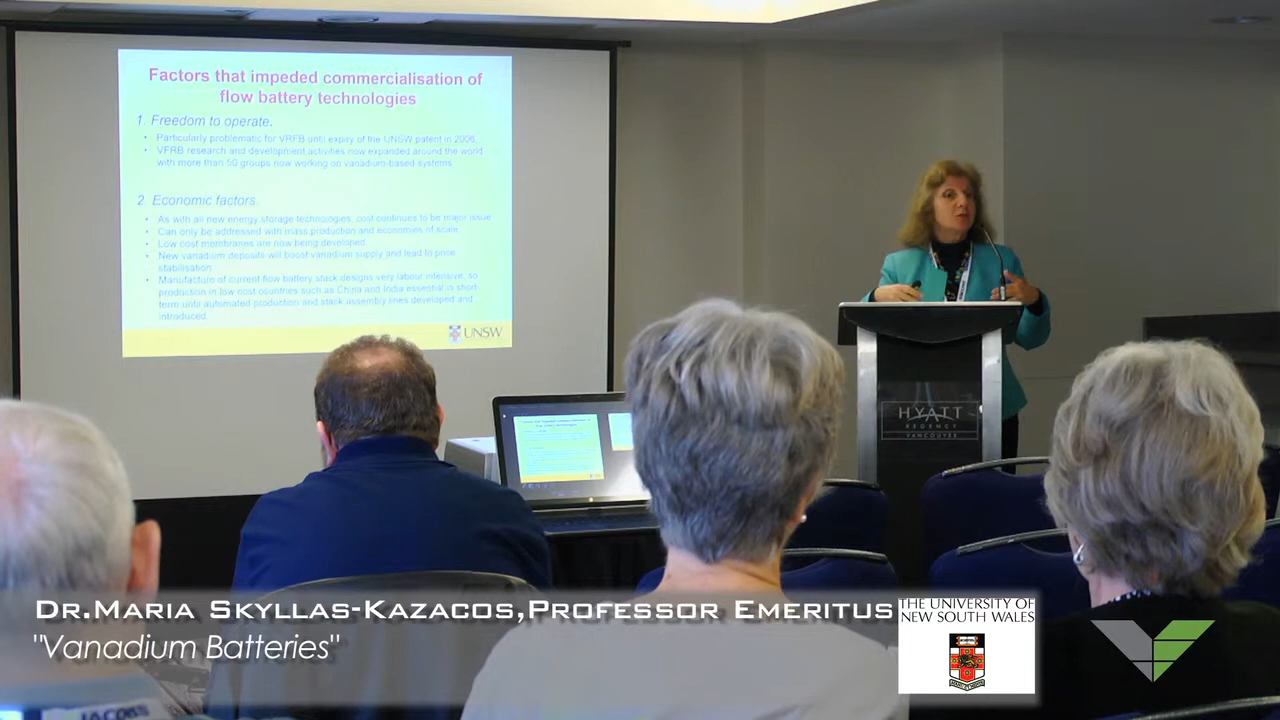 Factors that impeded commercialisation of
flow battery technologies
1. Freedom to operate.
• Particularly problematic for VRFB until expiry of the UNSW patent in 2006.
• VFRB research and development activities now expanded around the world
with more than 50 groups now working on vanadium-based systems
2. Economic factors.
• As with all new energy storage technologies, cost continues to be major issue
• Can only be addressed with mass production and economies of scale.
• Low cost membranes are now being developed
• New vanadium deposits will boost vanadium supply and lead to price
stabilisation
• Manufacture of current flow battery stack designs very labour intensive, so
production in low cost countries such as China and India essential in short
term until automated production and stack assembly lines developed and
introduced.
UNSW
HYATT
REGENCY
VANCOUVER
DR.MARIA SKYLLAS-KAZACOS,PROFESSOR EMERITUS
"Vanadium Batteries"
THE UNIVERSITY OF
NEW SOUTH WALES
JACOBS